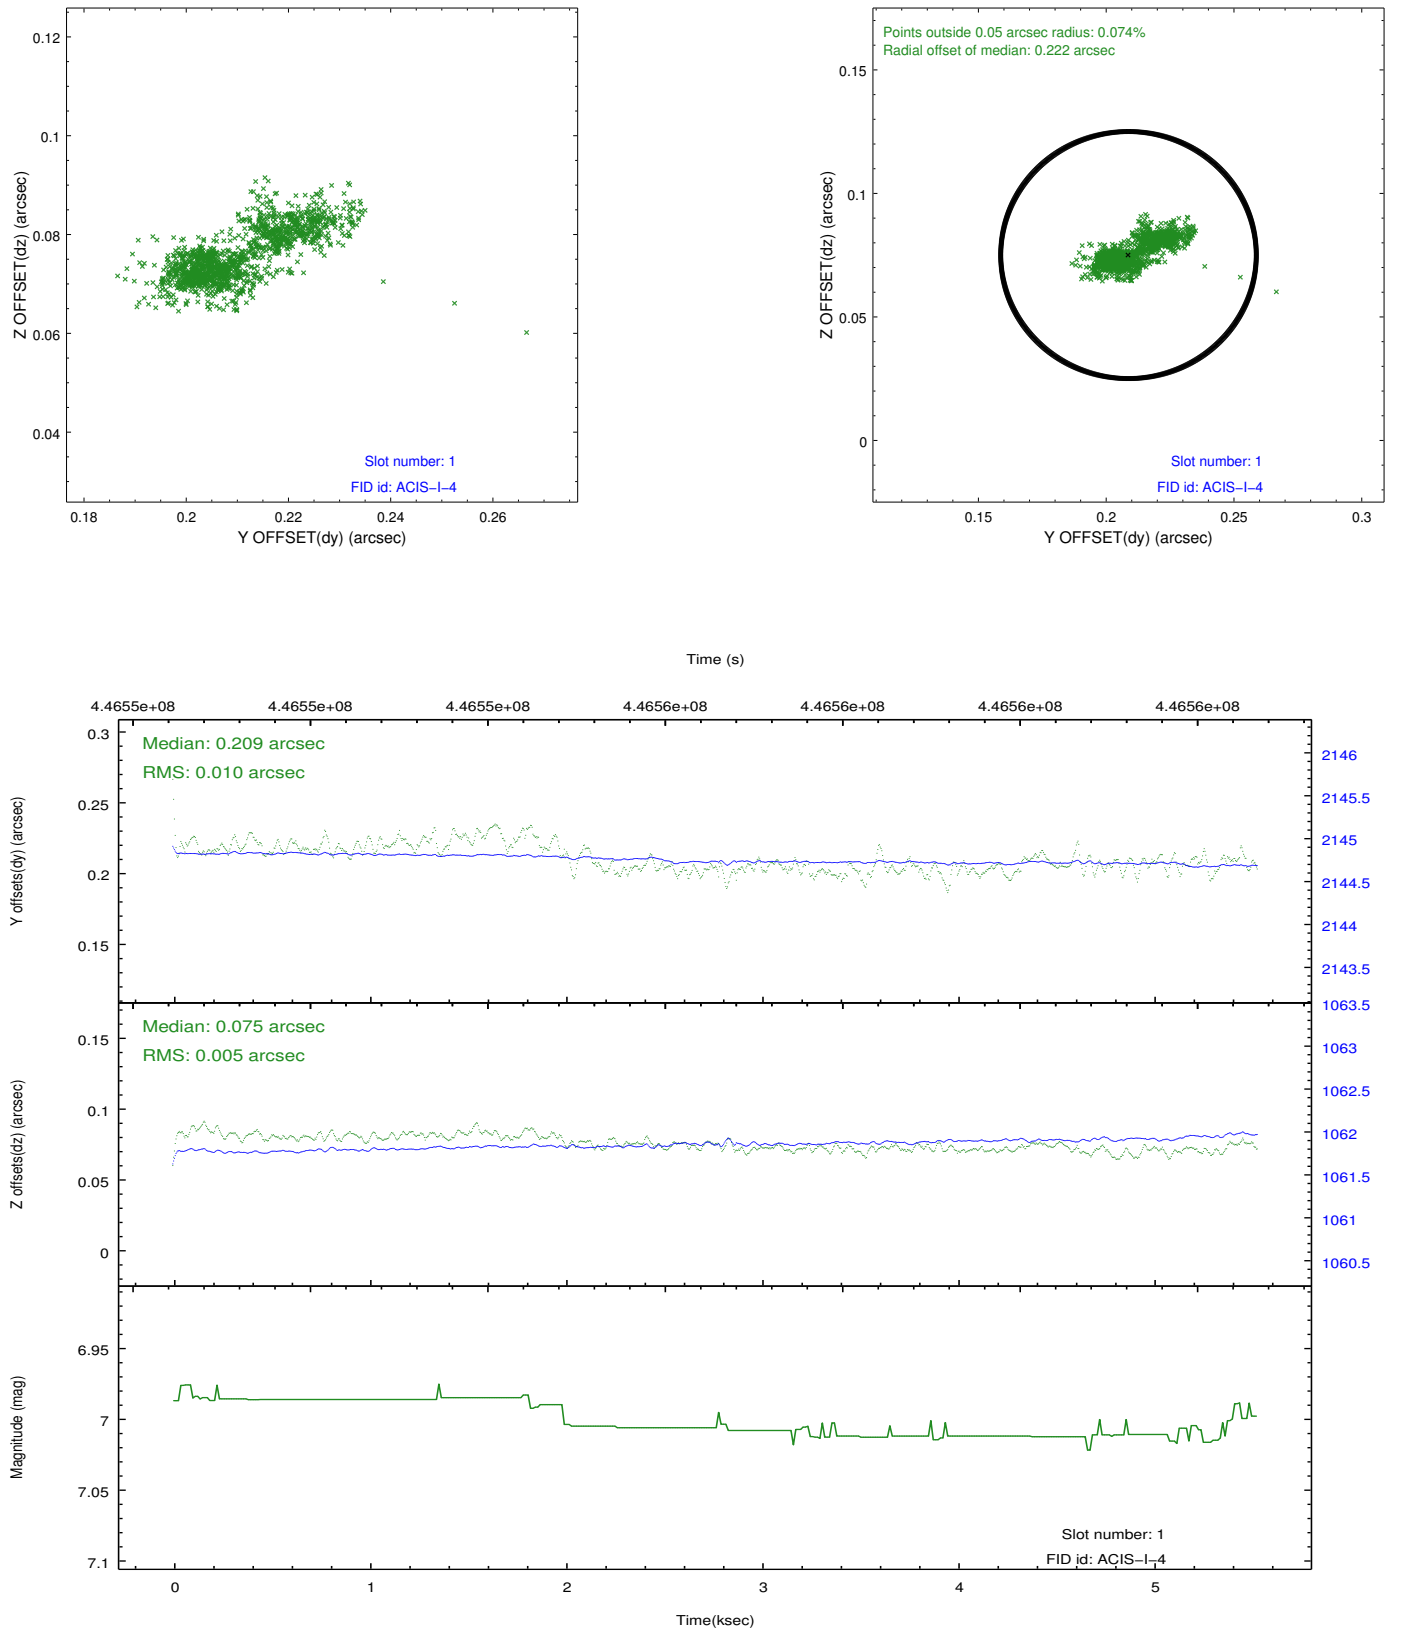 0.12
0.1
0.08
0.06
0.04
Z OFFSET(dz) (arcsec)
Slot number: 1
FID id: ACIS−I−4
0.18 0.2 0.22 0.24 0.26
Y OFFSET(dy) (arcsec)
Points outside 0.05 arcsec radius: 0.074%
Radial offset of median: 0.222 arcsec
0.15
0.1
0.05
0
Z OFFSET(dz) (arcsec)
Slot number: 1
FID id: ACIS−I−4
0.15 0.2 0.25 0.3
Y OFFSET(dy) (arcsec)
Time (s)
4.4655e+08 4.4655e+08 4.4655e+08 4.4656e+08 4.4656e+08 4.4656e+08 4.4656e+08
Median: 0.209 arcsec
RMS: 0.010 arcsec
0.3
0.25
0.2
0.15
Y offsets(dy) (arcsec)
2146
2145.5
2145
2144.5
2144
2143.5
Median: 0.075 arcsec
RMS: 0.005 arcsec
0.15
0.1
0.05
0
Z offsets(dz) (arcsec)
1063.5
1063
1062.5
1062
1061.5
1061
1060.5
6.95
7
7.05
7.1
Magnitude (mag)
Slot number: 1
FID id: ACIS−I−4
0 1 2 3 4 5
Time(ksec)